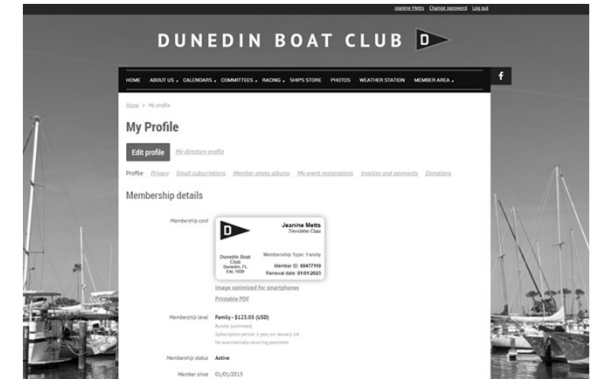 Jeanine Metts Change password Log out
DUNEDIN BOAT CLUB D
HOME ABOUT US CALENDARS COMMITTEES RACING SHIP'S STORE PHOTOS WEATHER STATION MEMBER AREA f
Home » My profile
My Profile
Edit profile My directory profile
Profile Privacy Email subscriptions Member photo albums My event registrations Invoices and payments Donations
Membership details
Membership card
D
Jeanine Metts
Newsletter Chair
Dunedin Boat
Club
Dunedin, FL
Est. 1929
Membership Type: Family
Member ID: 60477110
Renewal date: 01/01/2023
Image optimized for smartphones
Printable PDF
Membership level Family - $123.05 (USD)
Bundle (unlimited)
Subscription period: 1 year, on: January 1st
No automatically recurring payments
Membership status Active
Member since 01/01/2015